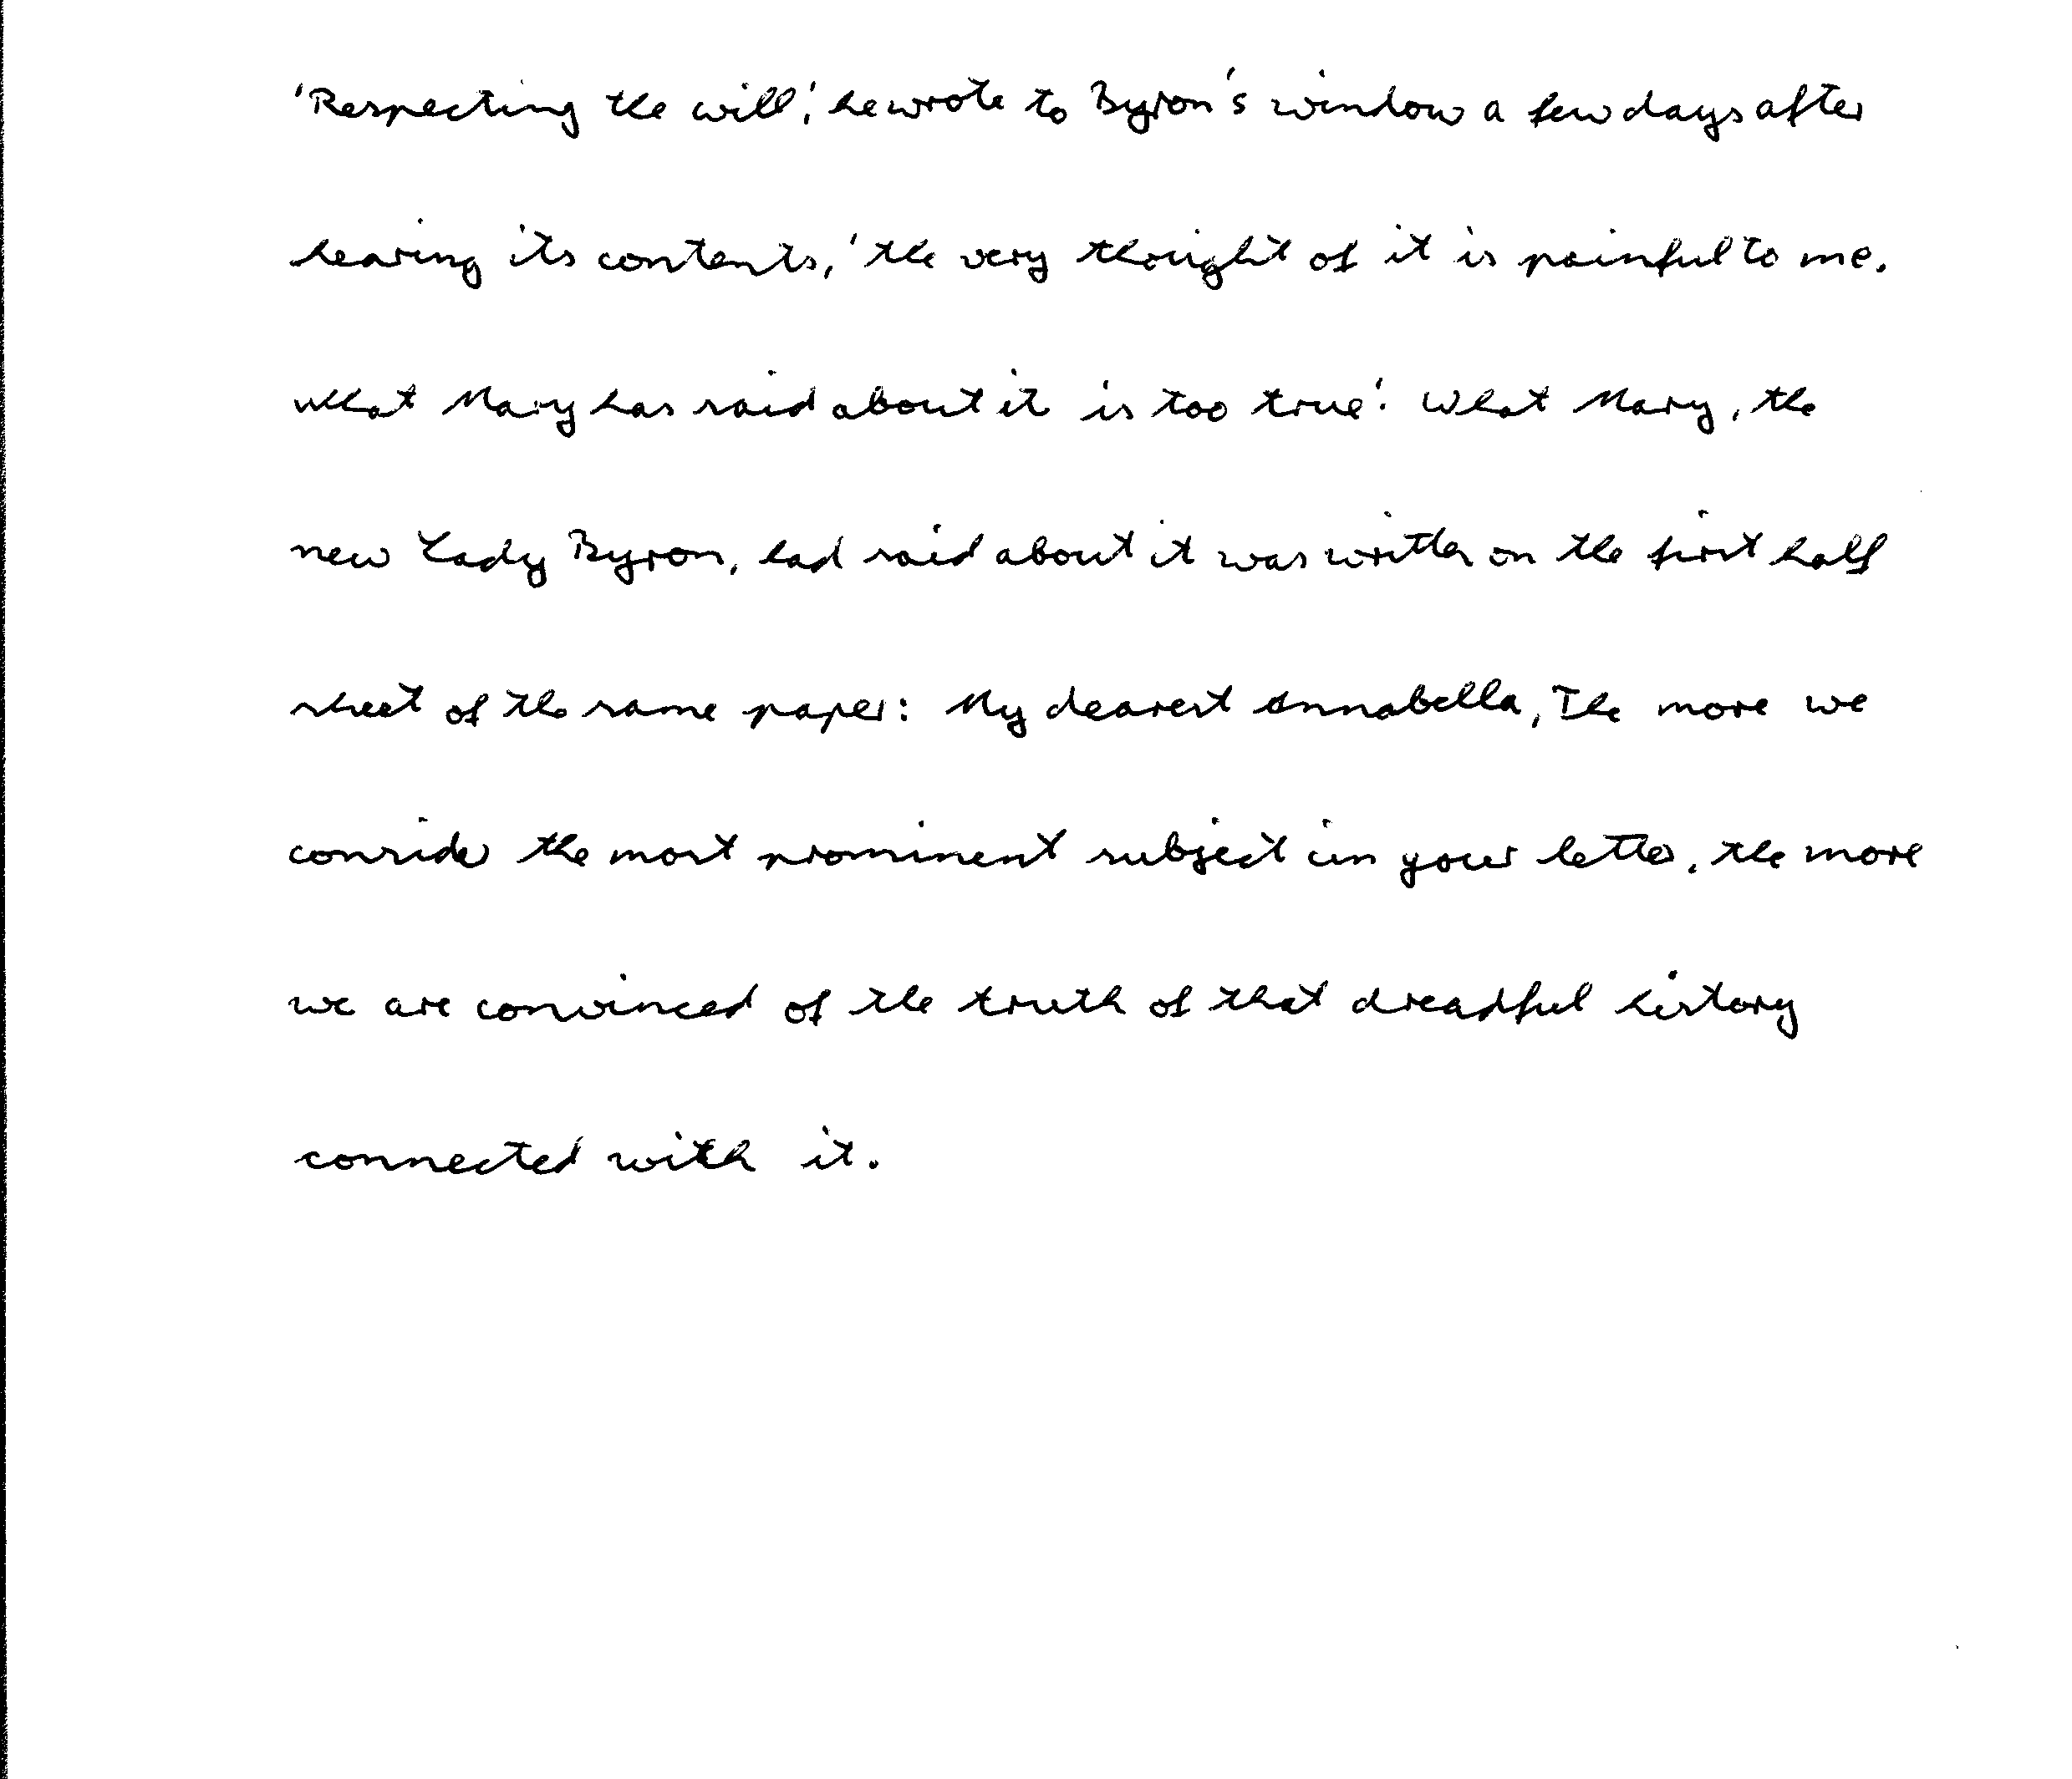 'Respecting the will,' he wrote to Byron's window a few days after
hearing its contents, 'the very thought of it is painful to me.
What Mary has said about it is too true'. What Mary, the
new Lady Byron, had said about it was written on the first half
sheet of the same paper: My dearest Annabella, The more we
consider the most prominent subject in your letter, the more
we are convinced of the truth of that dreadful history
connected with it.